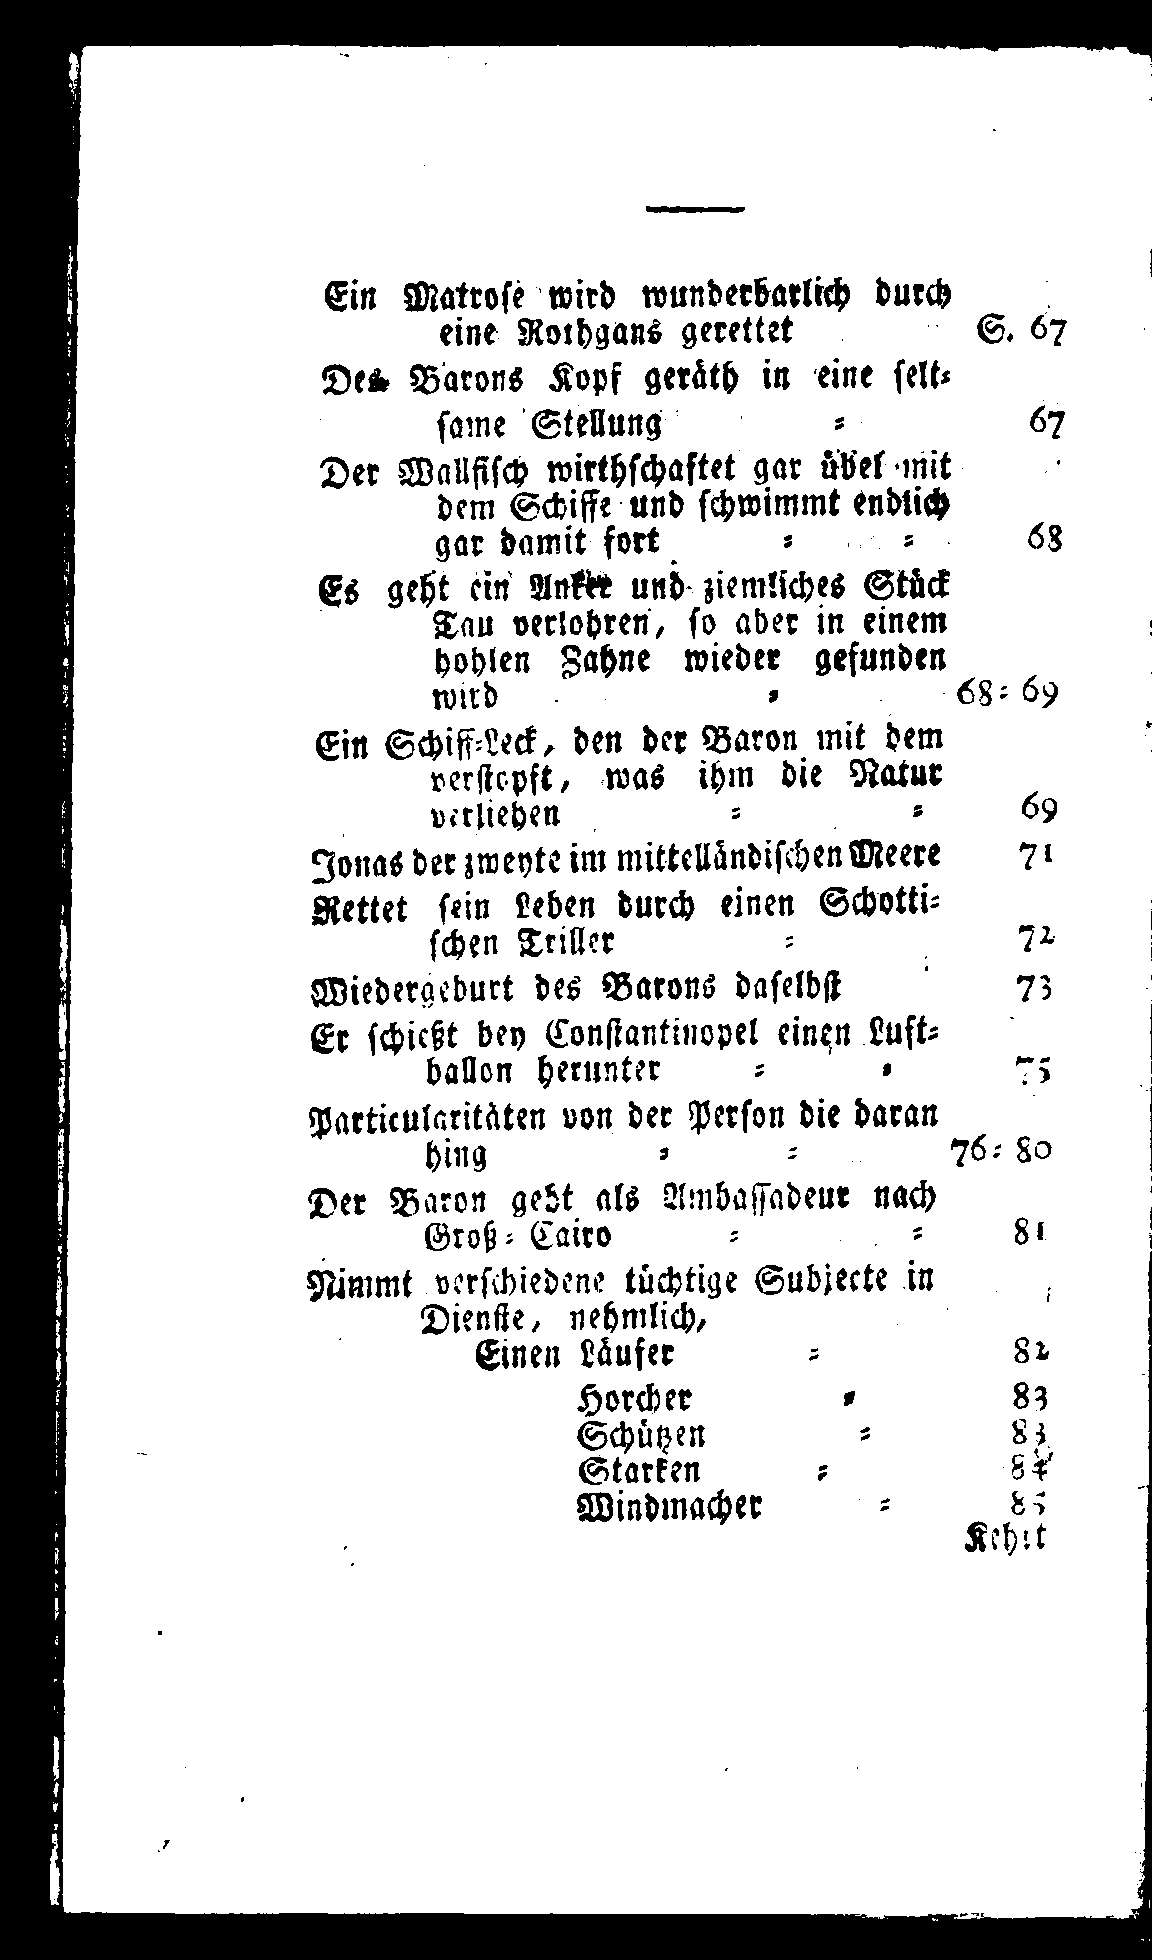 Ein Matrose wird wunderbarlich durch
eine Rothgans gerettet S. 67
Des Barons Kopf geräth in eine selt⸗
same Stellung ⸗ 67
Der Wallfisch wirthschaftet gar übel mit
dem Schiffe und schwimmt endlich
gar damit fort ⸗ ⸗ 68
Es geht ein Anker und ziemliches Stück
Tau verlohren, so aber in einem
hohlen Zahne wieder gefunden
wird ⸗ 68⸗69
Ein Schiff⸗Leck, den der Baron mit dem
verstopft, was ihm die Natur
verliehen ⸗ ⸗ 69
Jonas der zweyte im mittelländischen Meere 71
Rettet sein Leben durch einen Schotti⸗
schen Triller ⸗ 72
Wiedergeburt des Barons daselbst 73
Er schießt bey Constantinopel einen Luft⸗
ballon herunter ⸗ ⸗ 75
Particularitäten von der Person die daran
hing ⸗ ⸗ 76⸗80
Der Baron geht als Ambassadeur nach
Groß⸗Cairo ⸗ ⸗ 81
Nimmt verschiedene tüchtige Subjecte in
Dienste, nehmlich,
Einen Läufer ⸗ 82
Horcher ⸗ 83
Schützen ⸗ 83
Starken ⸗ 84
Windmacher ⸗ 85
Kehrt